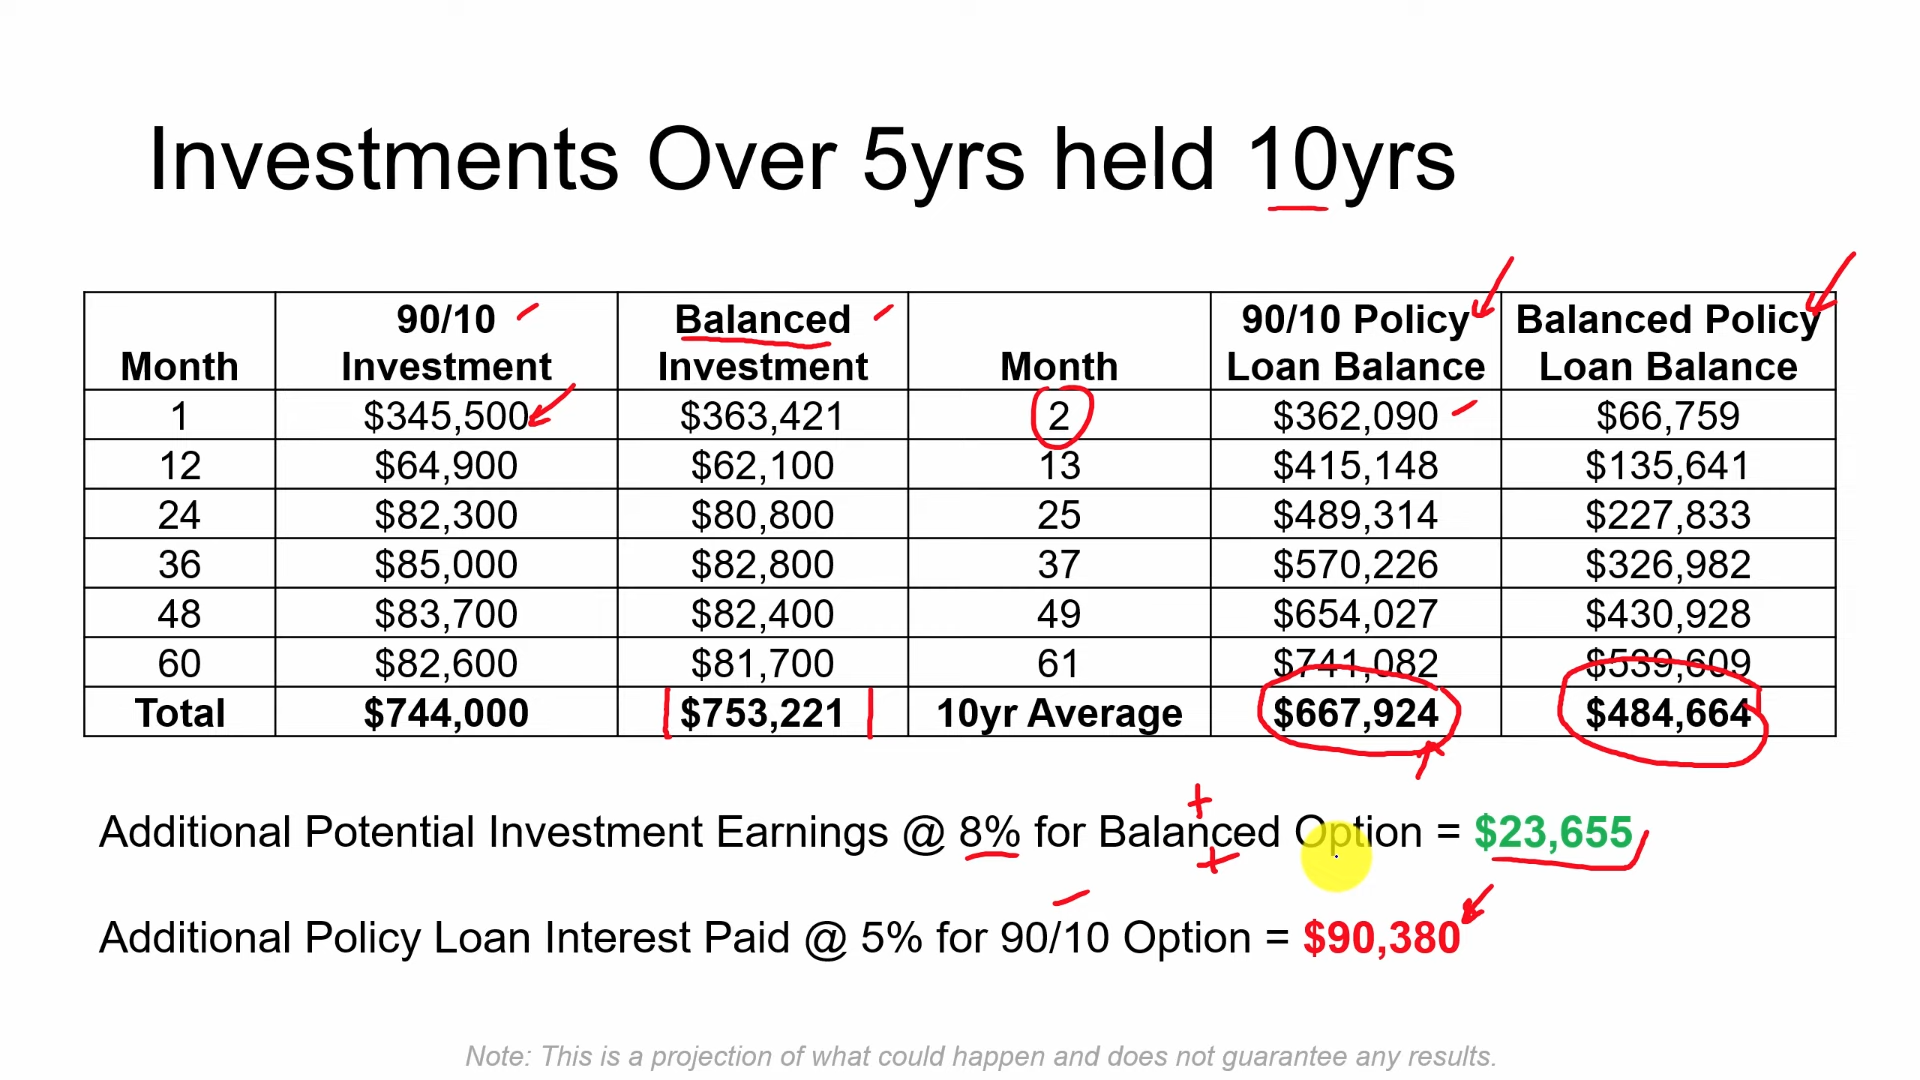 Investments Over 5yrs held 10yrs
Month | 90/10 Investment | Balanced Investment | Month | 90/10 Policy Loan Balance | Balanced Policy Loan Balance
1 | $345,500 | $363,421 | 2 | $362,090 | $66,759
12 | $64,900 | $62,100 | 13 | $415,148 | $135,641
24 | $82,300 | $80,800 | 25 | $489,314 | $227,833
36 | $85,000 | $82,800 | 37 | $570,226 | $326,982
48 | $83,700 | $82,400 | 49 | $654,027 | $430,928
60 | $82,600 | $81,700 | 61 | $741,082 | $539,609
Total | $744,000 | $753,221 | 10yr Average | $667,924 | $484,664
Additional Potential Investment Earnings @ 8% for Balanced Option = $23,655
Additional Policy Loan Interest Paid @ 5% for 90/10 Option = $90,380
Note: This is a projection of what could happen and does not guarantee any results.